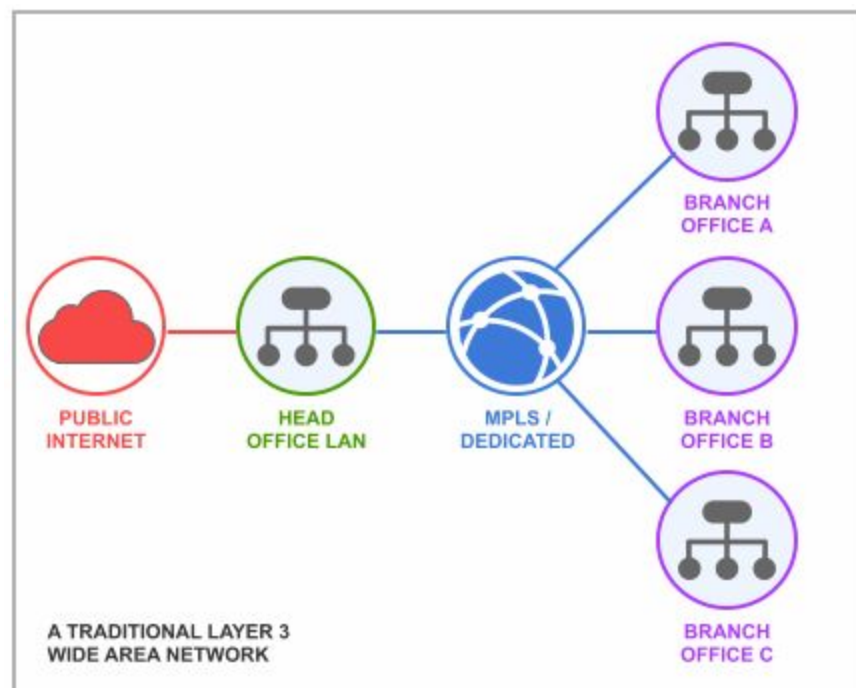 BRANCH
OFFICE A
PUBLIC
INTERNET
HEAD
OFFICE LAN
MPLS /
DEDICATED
BRANCH
OFFICE B
A TRADITIONAL LAYER 3
WIDE AREA NETWORK
BRANCH
OFFICE C